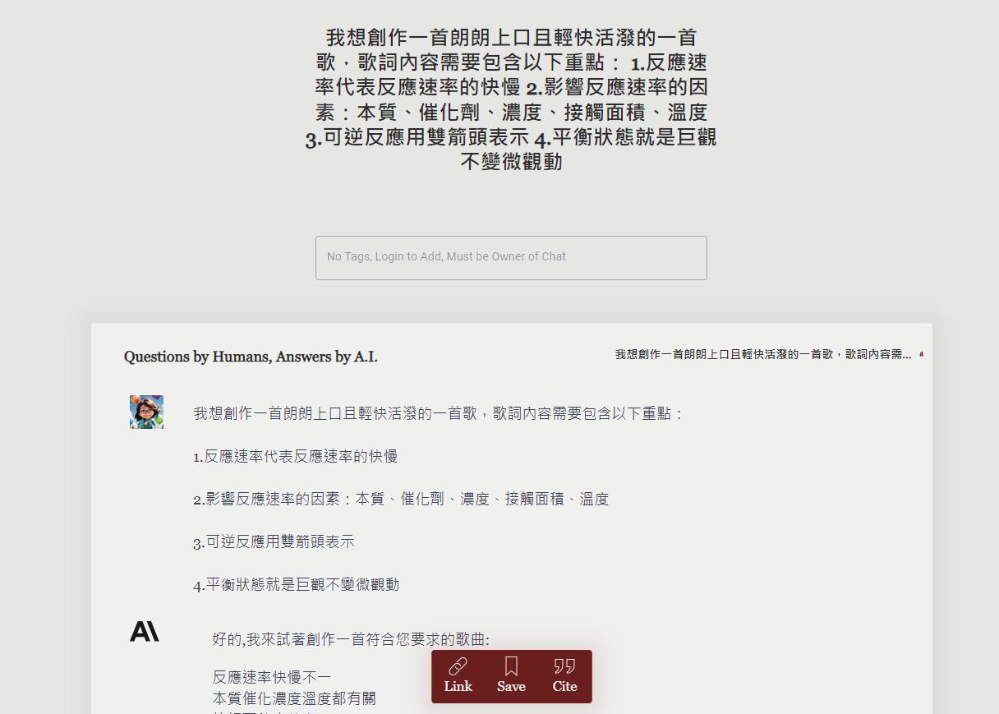 我想創作一首朗朗上口且輕快活潑的一首
歌，歌詞內容需要包含以下重點： 1.反應速
率代表反應速率的快慢 2.影響反應速率的因
素：本質、催化劑、濃度、接觸面積、溫度
3.可逆反應用雙箭頭表示 4.平衡狀態就是巨觀
不變微觀動
No Tags, Login to Add, Must be Owner of Chat
Questions by Humans, Answers by A.I.
我想創作一首朗朗上口且輕快活潑的一首歌，歌詞內容需...
我想創作一首朗朗上口且輕快活潑的一首歌，歌詞內容需要包含以下重點：
1.反應速率代表反應速率的快慢
2.影響反應速率的因素：本質、催化劑、濃度、接觸面積、溫度
3.可逆反應用雙箭頭表示
4.平衡狀態就是巨觀不變微觀動
A\
好的,我來試著創作一首符合您要求的歌曲:
反應速率快慢不一
本質催化濃度溫度都有關
Link
Save
Cite